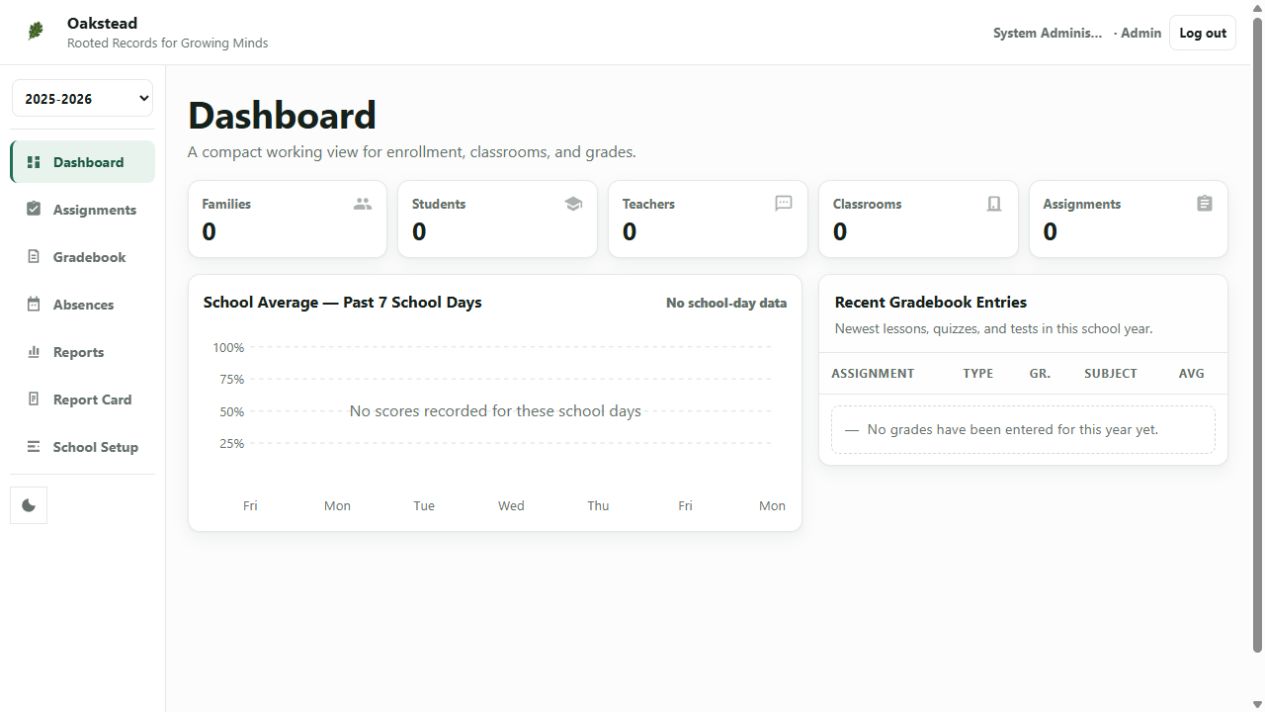 Oakstead
Rooted Records for Growing Minds
System Adminis... · Admin
Log out
2025-2026
Dashboard
Assignments
Gradebook
Absences
Reports
Report Card
School Setup
Dashboard
A compact working view for enrollment, classrooms, and grades.
Families
0
Students
0
Teachers
0
Classrooms
0
Assignments
0
School Average — Past 7 School Days
No school-day data
100%
75%
50%
25%
No scores recorded for these school days
Fri Mon Tue Wed Thu Fri Mon
Recent Gradebook Entries
Newest lessons, quizzes, and tests in this school year.
ASSIGNMENT TYPE GR. SUBJECT AVG
— No grades have been entered for this year yet.